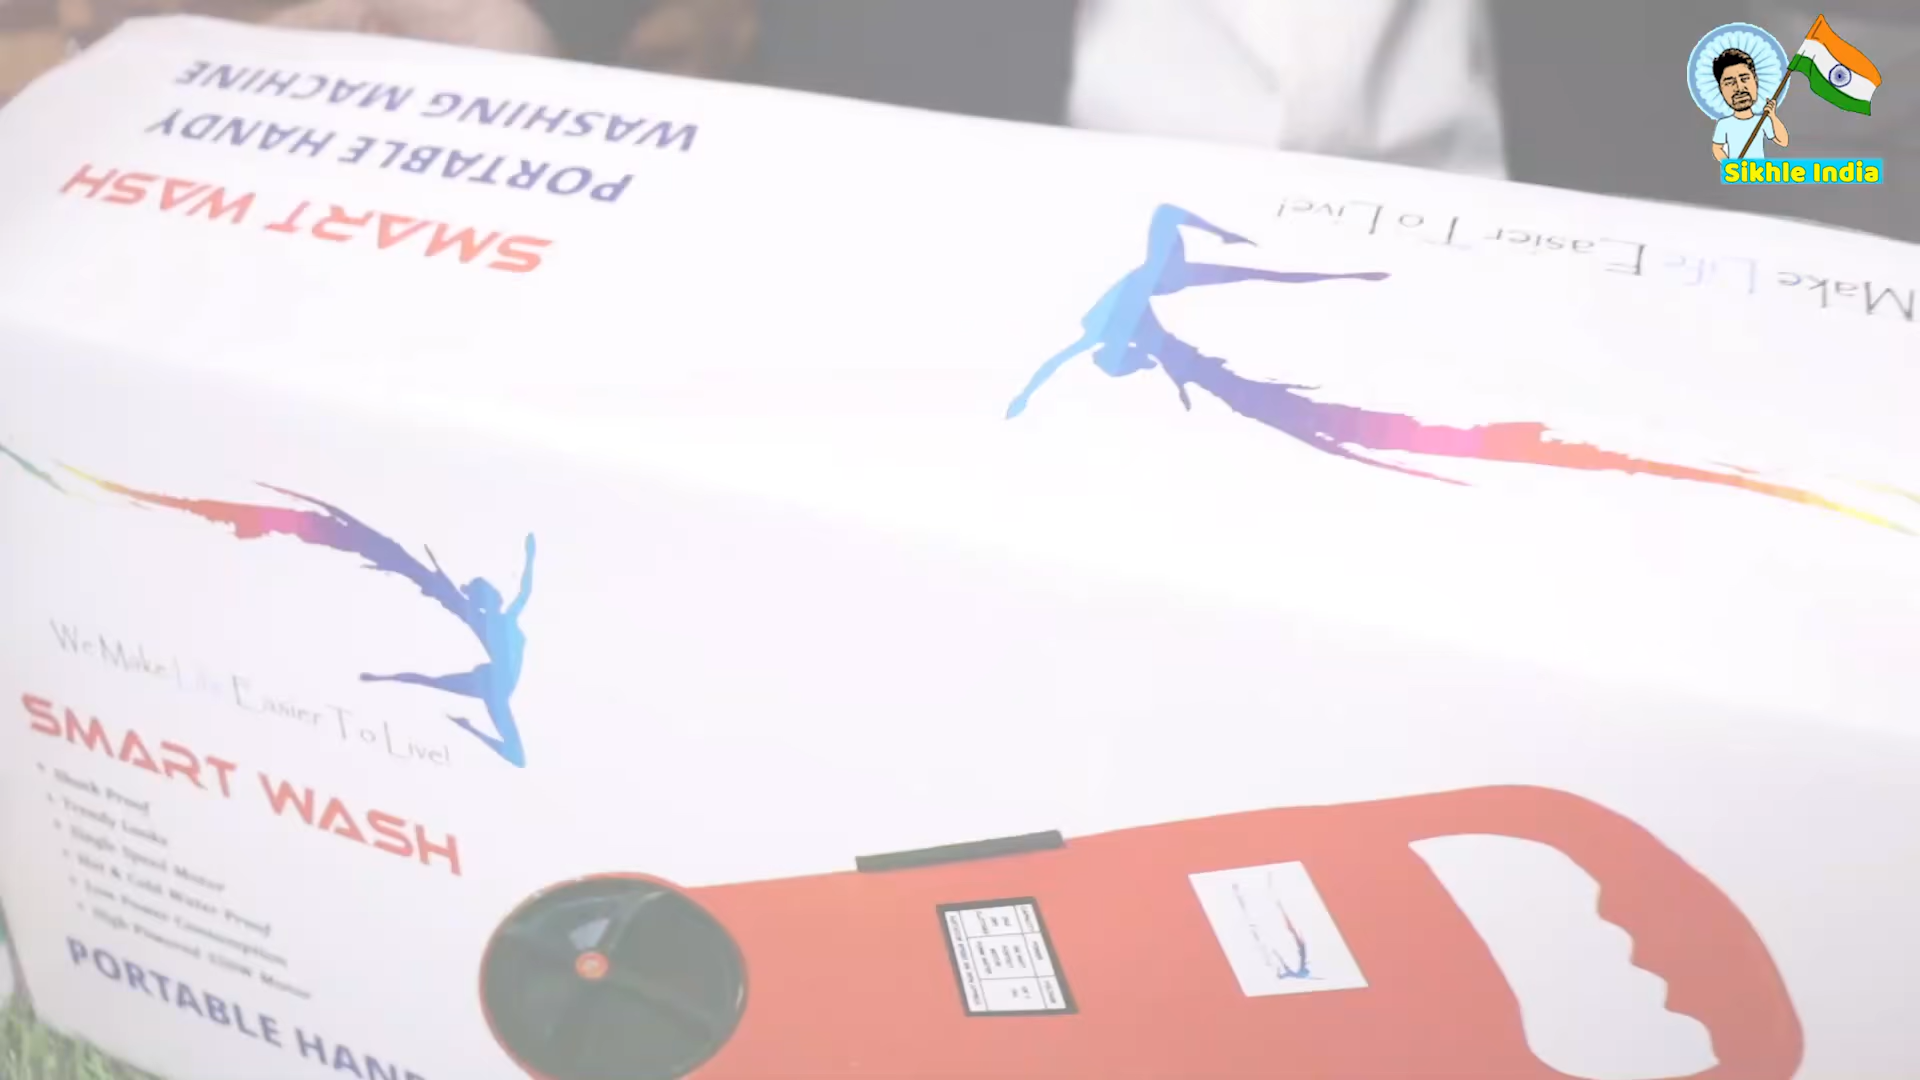 WASHING MACHINE
PORTABLE HANDY
SMART WASH
Make Life Easier To Live!
Sikhle India
We Make Life Easier To Live!
SMART WASH
Shock Proof
Trendy Looks
Single Speed Motor
Hot & Cold Water Proof
Low Power Consumption
High Powered Motor
PORTABLE HAN